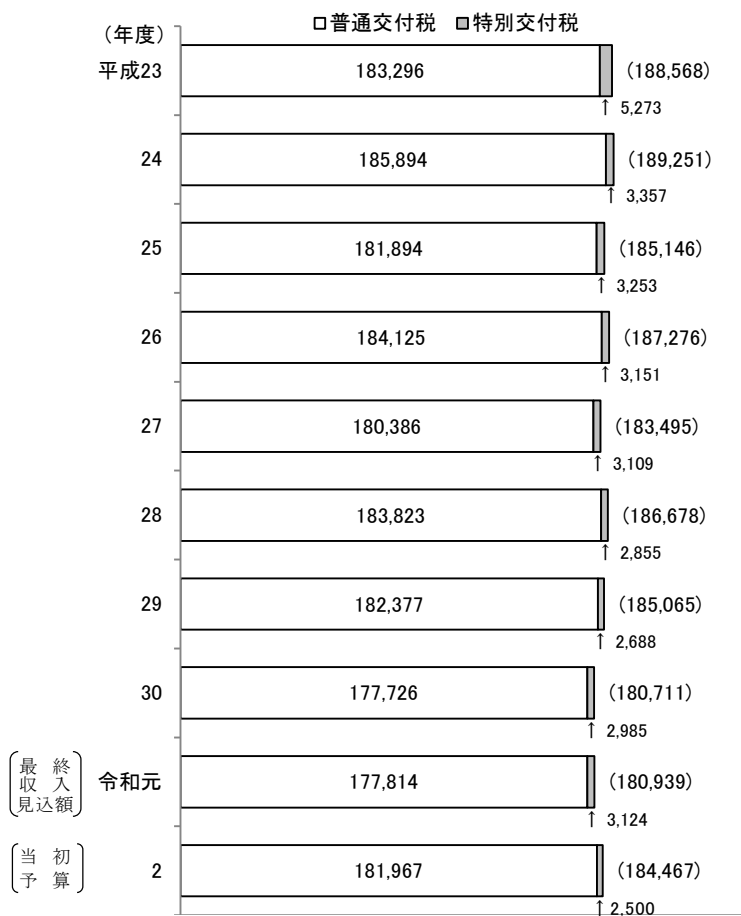 □普通交付税 ■特別交付税
（年度）
平成23 183,296 （188,568）
↑ 5,273
24 185,894 （189,251）
↑ 3,357
25 181,894 （185,146）
↑ 3,253
26 184,125 （187,276）
↑ 3,151
27 180,386 （183,495）
↑ 3,109
28 183,823 （186,678）
↑ 2,855
29 182,377 （185,065）
↑ 2,688
30 177,726 （180,711）
↑ 2,985
最終
収入
見込額
令和元 177,814 （180,939）
↑ 3,124
当初
予算
2 181,967 （184,467）
↑ 2,500